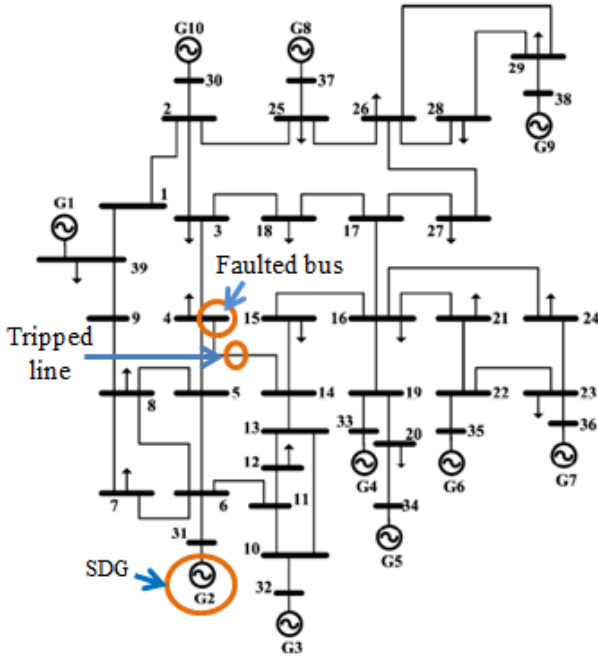 G10 G8
30 37 29
38
2 25 26 28
G9
1
G1
3 18 17 27
39
Faulted bus
9 4 15 16 21 24
Tripped
line
8 5 14 19 22 23
13 33 20 35 36
12
G4 G6 G7
7 6 11
34
31 10
SDG
G5
G2 32
G3